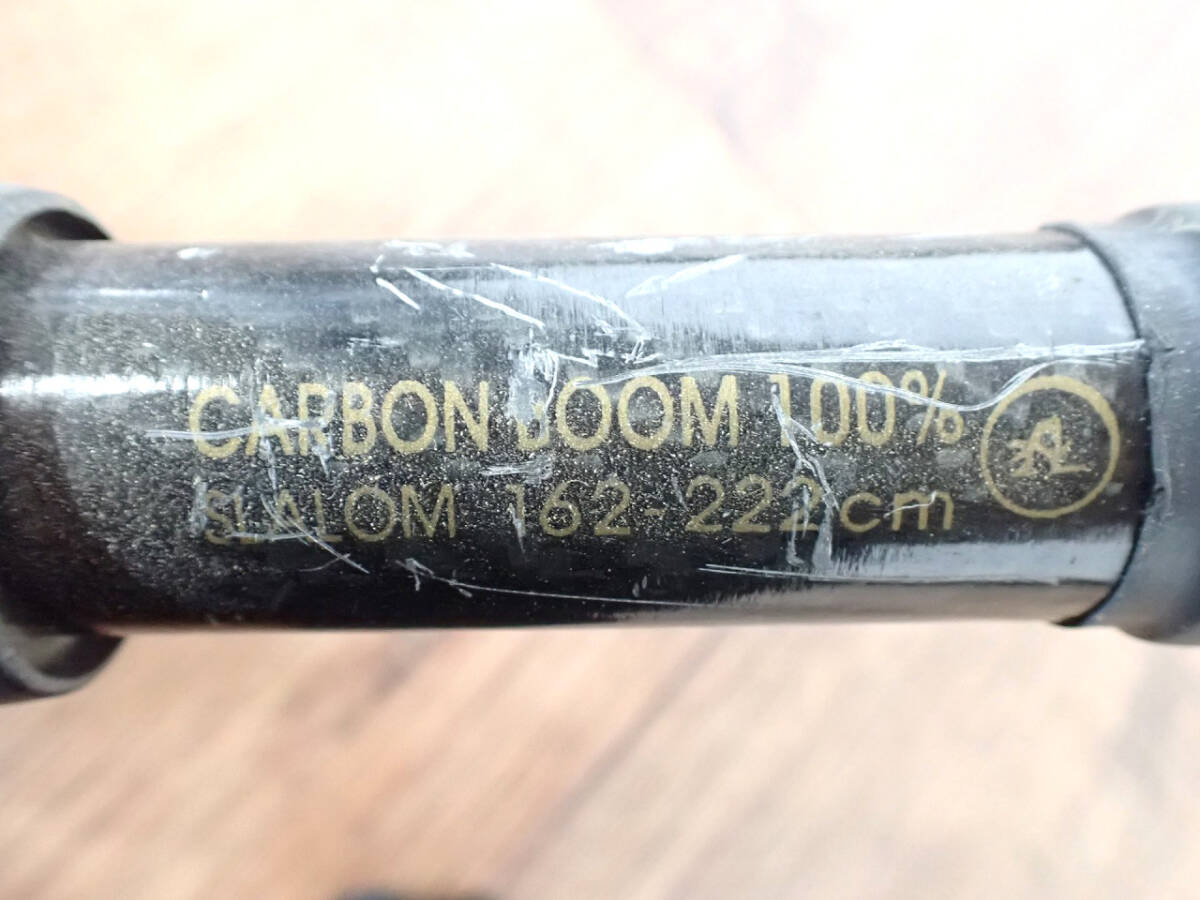 CARBON BOOM 100%
SLALOM 162-222cm